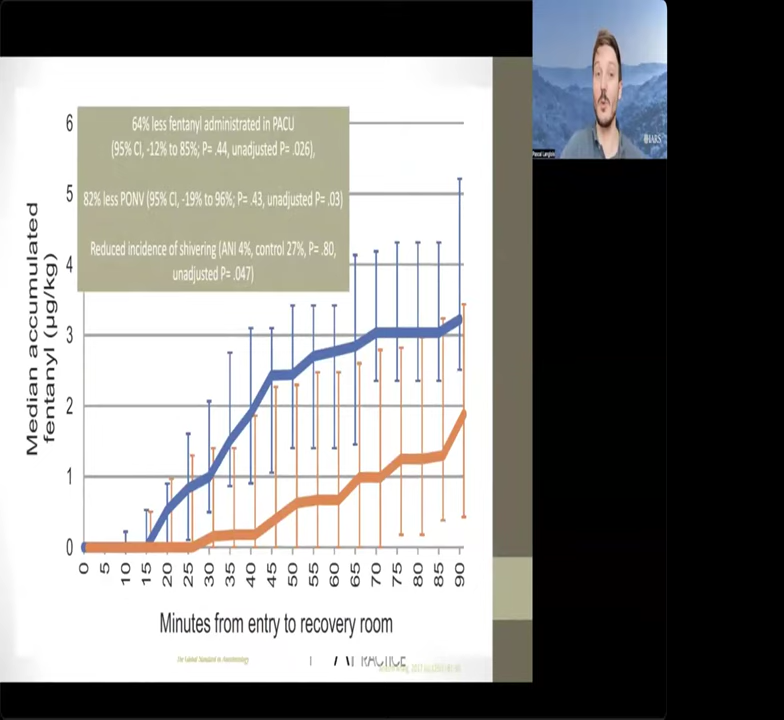 64% less fentanyl administrated in PACU
(95% CI, -12% to 85%; P= .44, unadjusted P= .026),
82% less PONV (95% CI, -19% to 96%; P= .43, unadjusted P= .03)
Reduced incidence of shivering (ANI 4%, control 27%, P= .80,
unadjusted P= .047)
Median accumulated
fentanyl (µg/kg)
6
5
4
3
2
1
0
0 5 10 15 20 25 30 35 40 45 50 55 60 65 70 75 80 85 90
Minutes from entry to recovery room
IARS